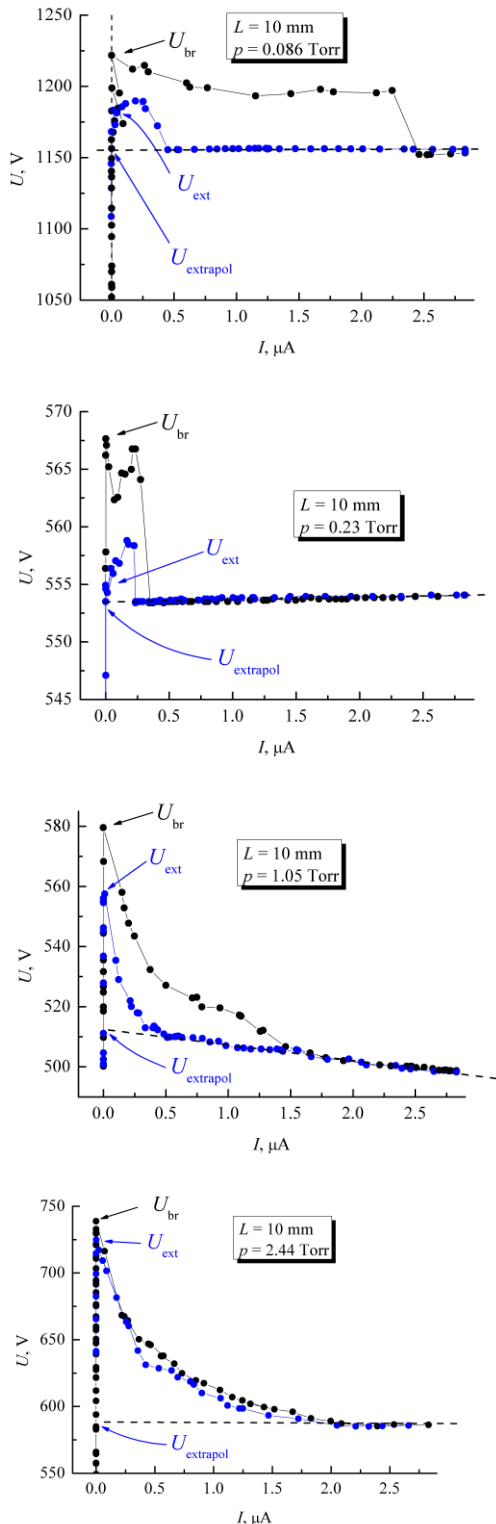 1250
1200
1150
1100
1050
U, V
U_br
L = 10 mm
p = 0.086 Torr
U_ext
U_extrapol
0.0 0.5 1.0 1.5 2.0 2.5
I, μA
570
565
560
555
550
545
U, V
U_br
L = 10 mm
p = 0.23 Torr
U_ext
U_extrapol
0.0 0.5 1.0 1.5 2.0 2.5
I, μA
580
560
540
520
500
U, V
U_br
U_ext
L = 10 mm
p = 1.05 Torr
U_extrapol
0.0 0.5 1.0 1.5 2.0 2.5
I, μA
750
700
650
600
550
U, V
U_br
U_ext
L = 10 mm
p = 2.44 Torr
U_extrapol
0.0 0.5 1.0 1.5 2.0 2.5
I, μA